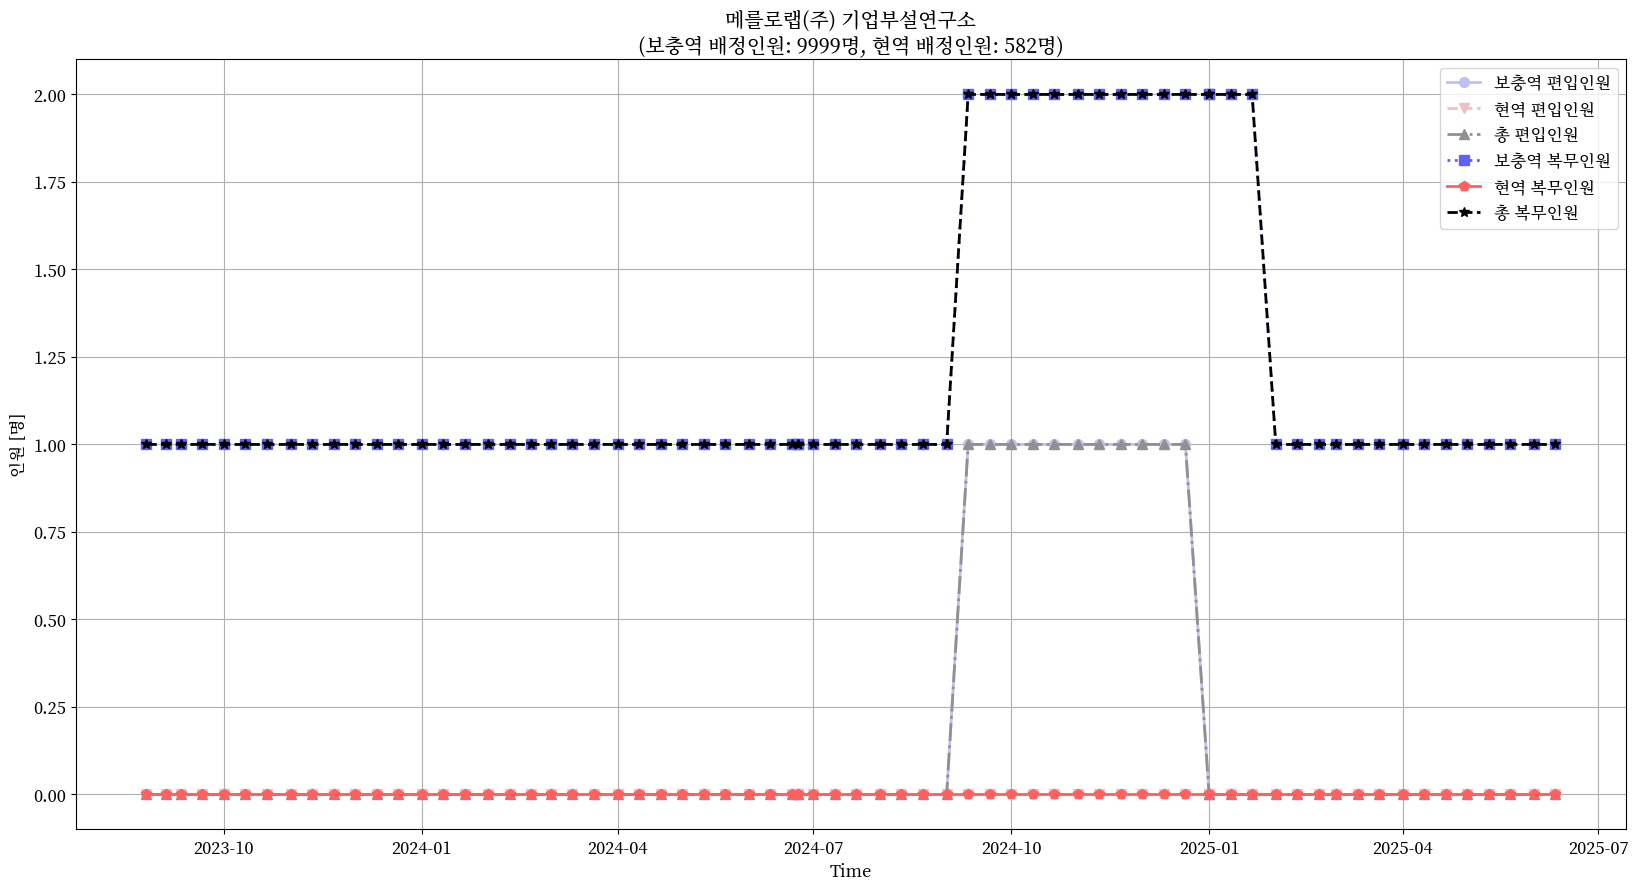 메를로랩(주) 기업부설연구소
(보충역 배정인원: 9999명, 현역 배정인원: 582명)
보충역 편입인원
현역 편입인원
총 편입인원
보충역 복무인원
현역 복무인원
총 복무인원
2.00
1.75
1.50
1.25
1.00
0.75
0.50
0.25
0.00
인원 [명]
2023-10
2024-01
2024-04
2024-07
2024-10
2025-01
2025-04
2025-07
Time